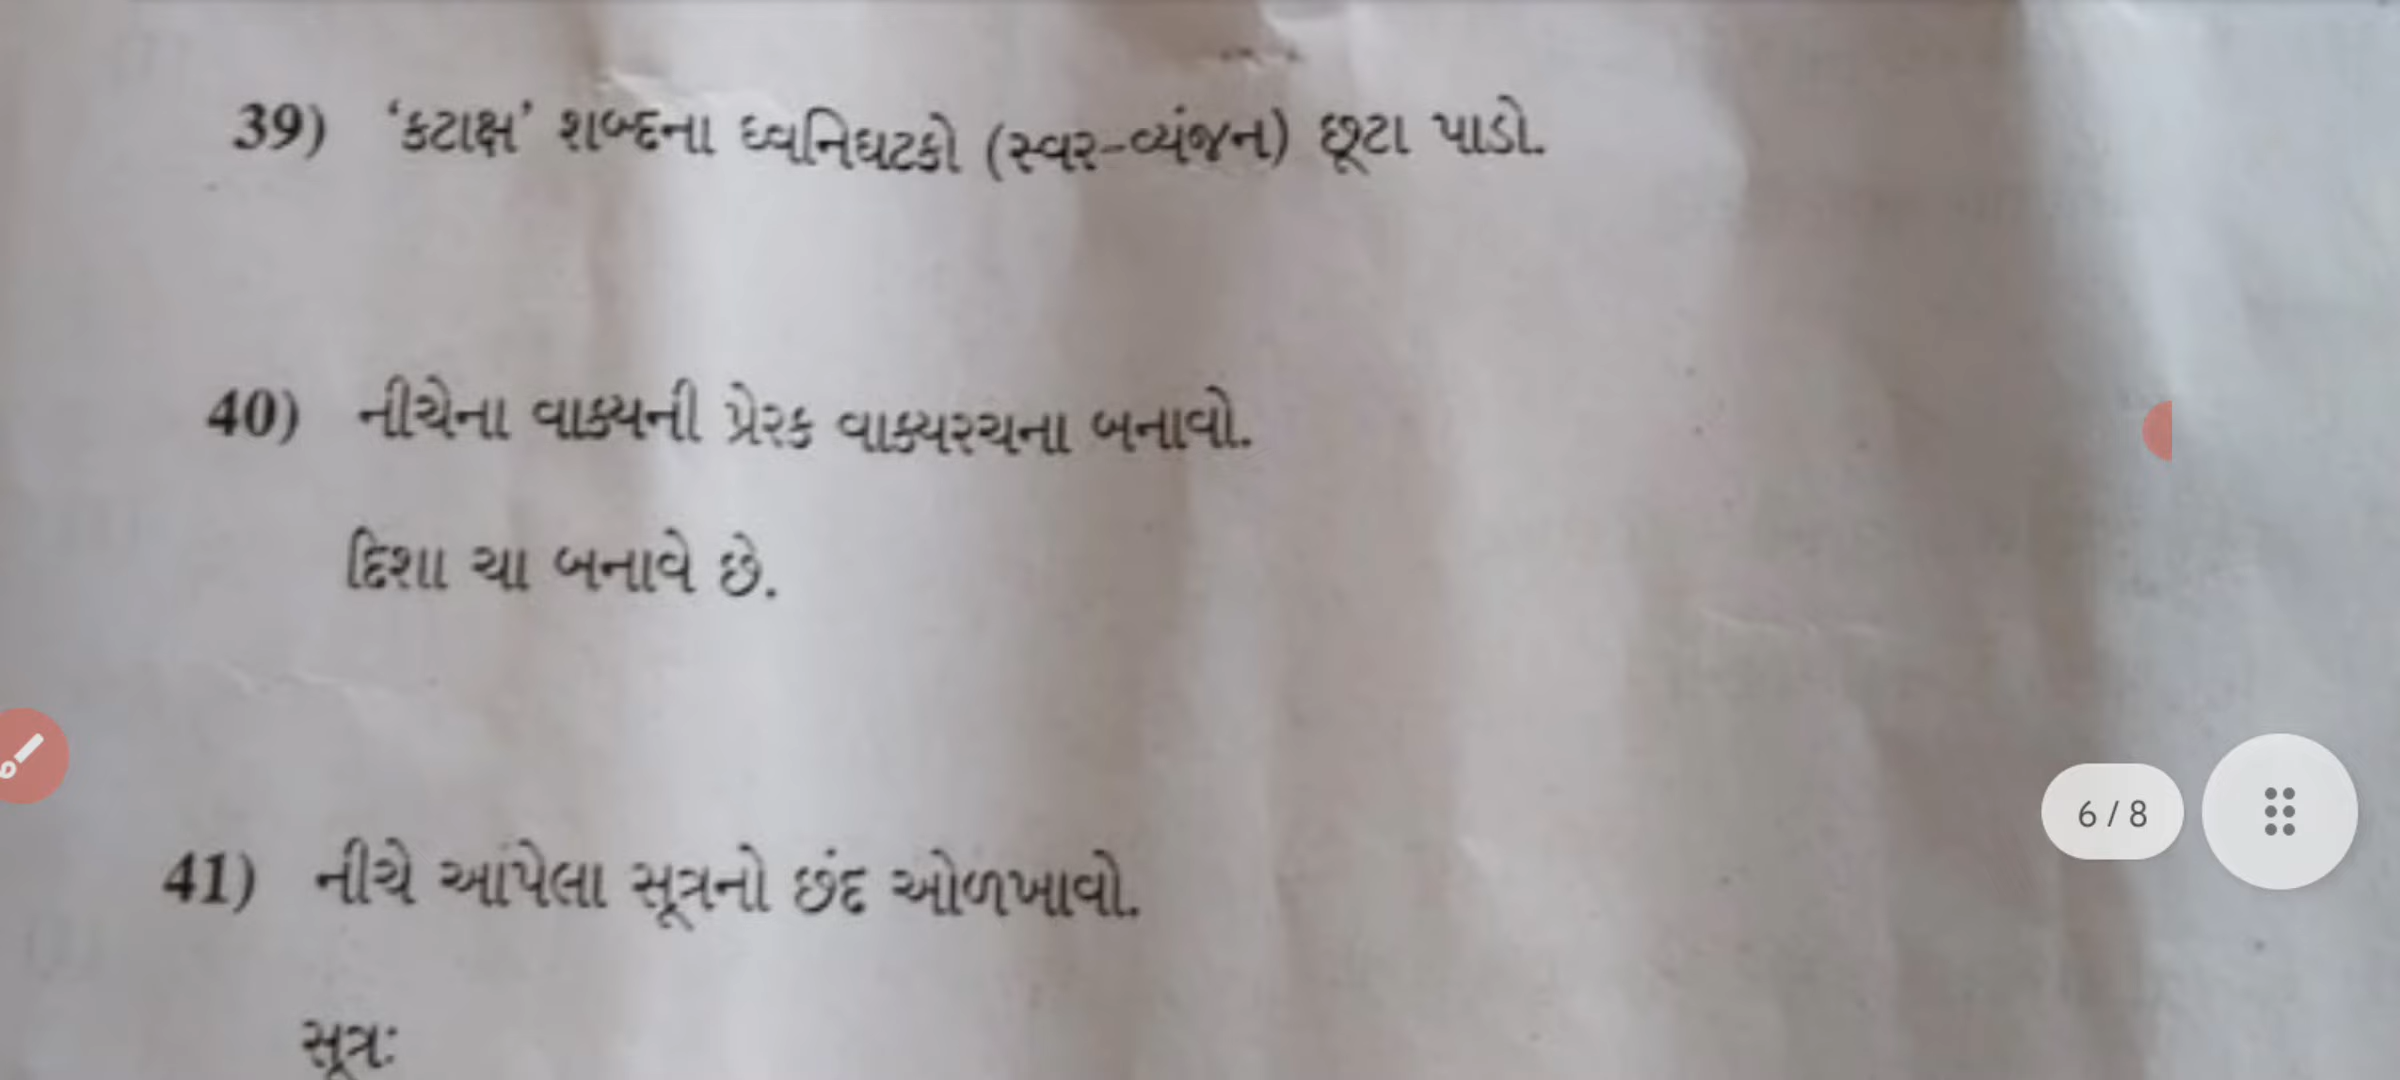 39) ‘કટાક્ષ’ શબ્દના ધ્વનિઘટકો (સ્વર-વ્યંજન) છૂટા પાડો.
40) નીચેના વાક્યની પ્રેરક વાક્યરચના બનાવો.
દિશા ચા બનાવે છે.
6 / 8
41) નીચે આપેલા સૂત્રનો છંદ ઓળખાવો.
સૂત્રઃ